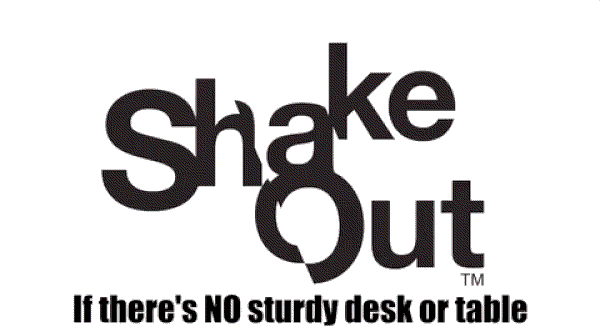 Shake
Out
TM
If there's NO sturdy desk or table